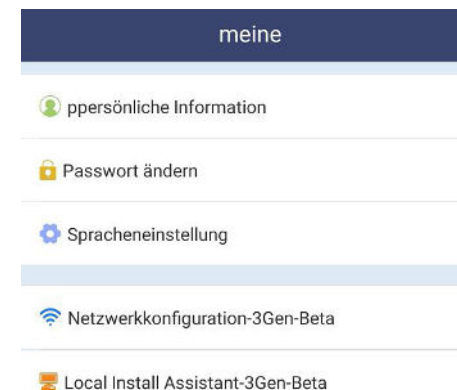 meine
ppersönliche Information
Passwort ändern
Spracheneinstellung
Netzwerkkonfiguration-3Gen-Beta
Local Install Assistant-3Gen-Beta